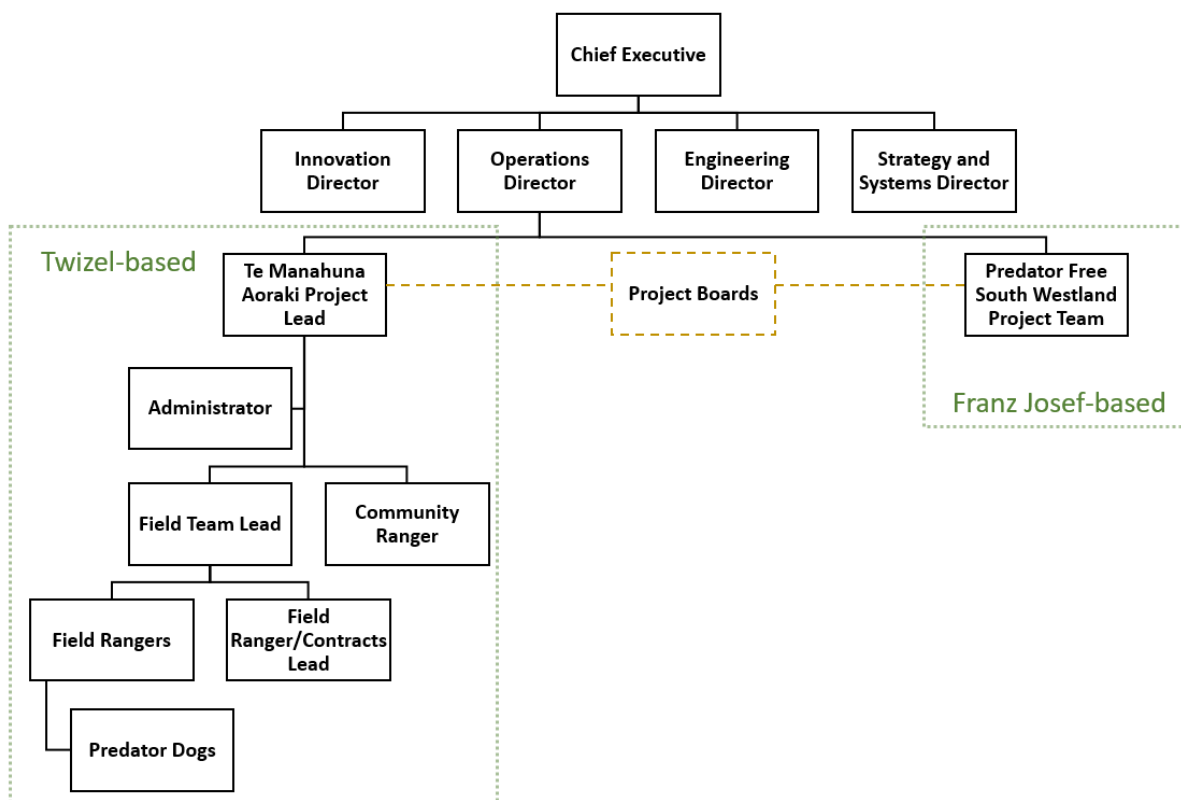 Chief Executive
Innovation
Director
Operations
Director
Engineering
Director
Strategy and
Systems Director
Twizel-based
Te Manahuna
Aoraki Project
Lead
Project Boards
Predator Free
South Westland
Project Team
Franz Josef-based
Administrator
Field Team Lead
Community
Ranger
Field Rangers
Field
Ranger/Contracts
Lead
Predator Dogs